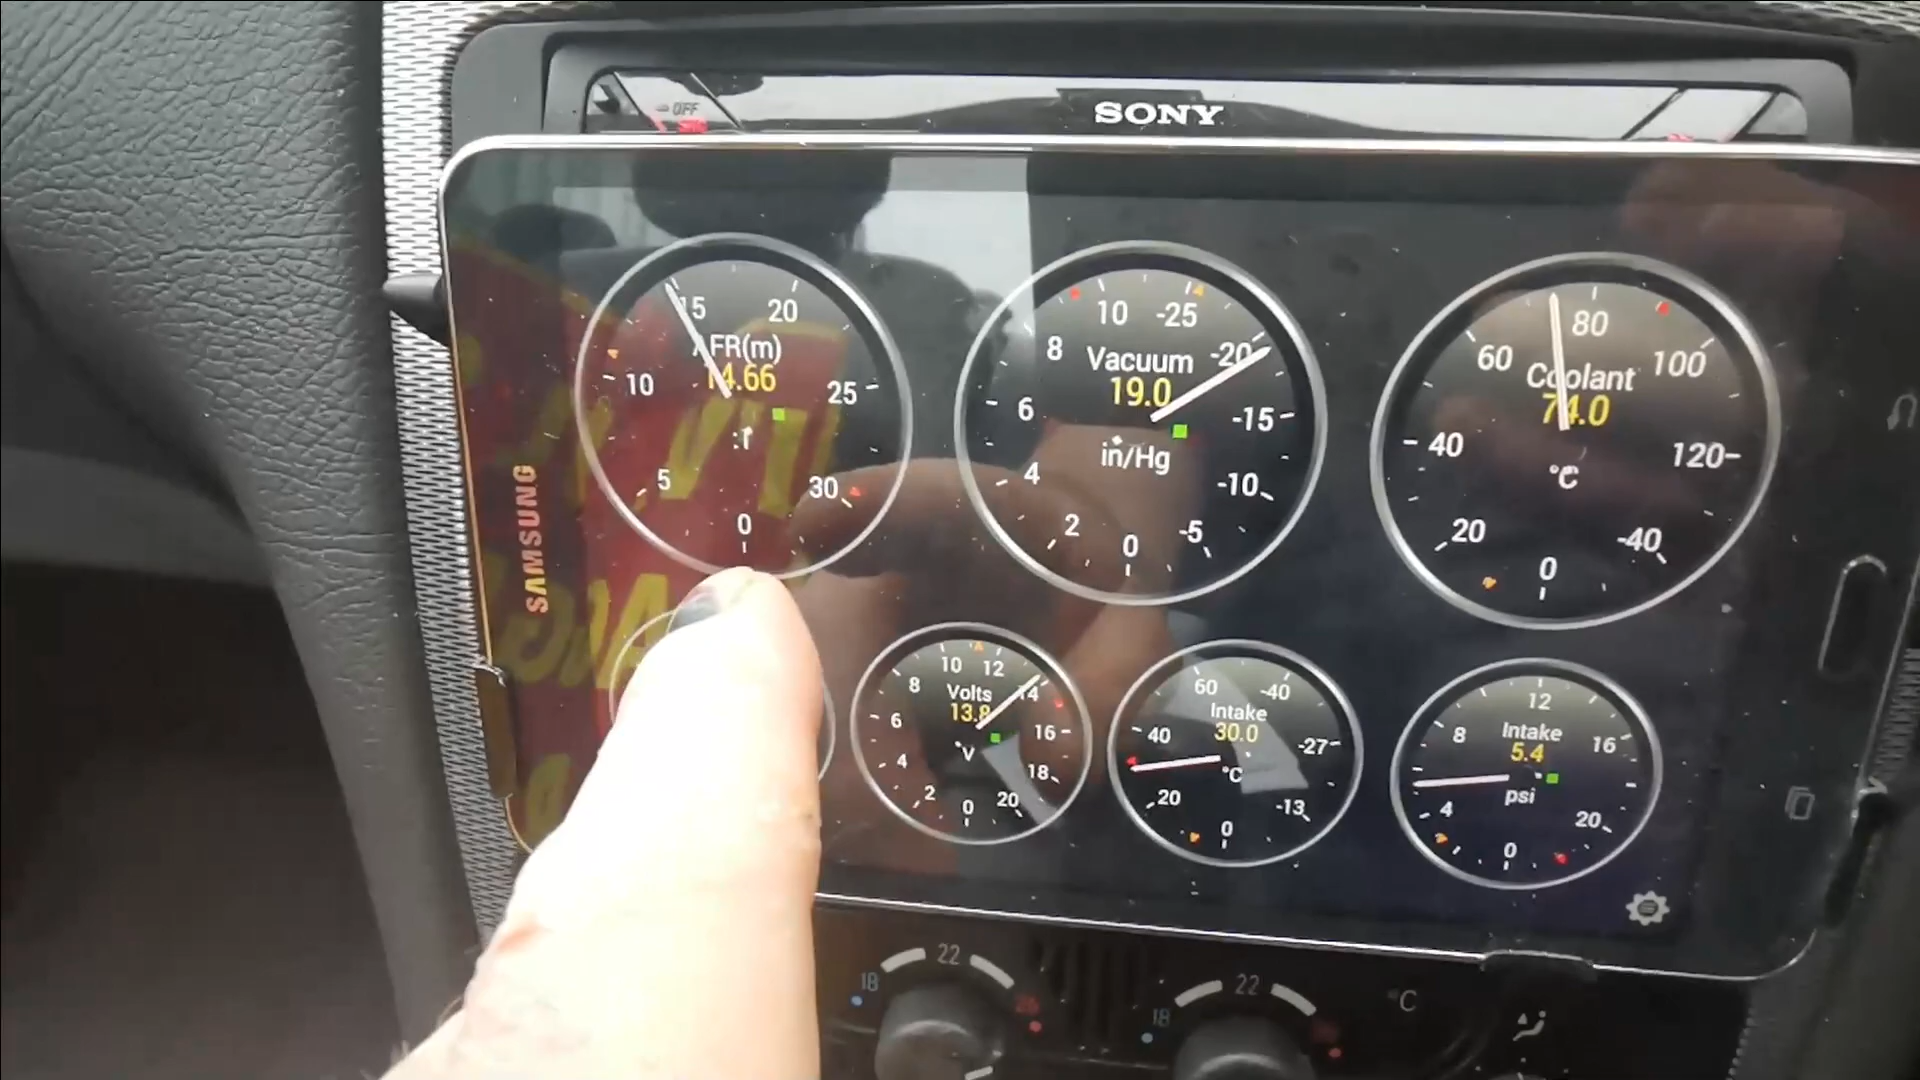 OFF
SONY
SAMSUNG
15 20
AFR(m)
14.66
10 25
:1
5 30
0
10 -25
8 Vacuum -20
19.0
6 -15
in/Hg
4 -10
2 -5
0
80
60 Coolant 100
74.0
40 120
°C
20 -40
0
10 12
8 Volts 14
13.8
6 16
V
4 18
2 20
0
60 -40
Intake
40 30.0 -27
°C
20 -13
0
12
8 Intake 16
5.4
psi
4 20
0
22
18 26
22
18 °C